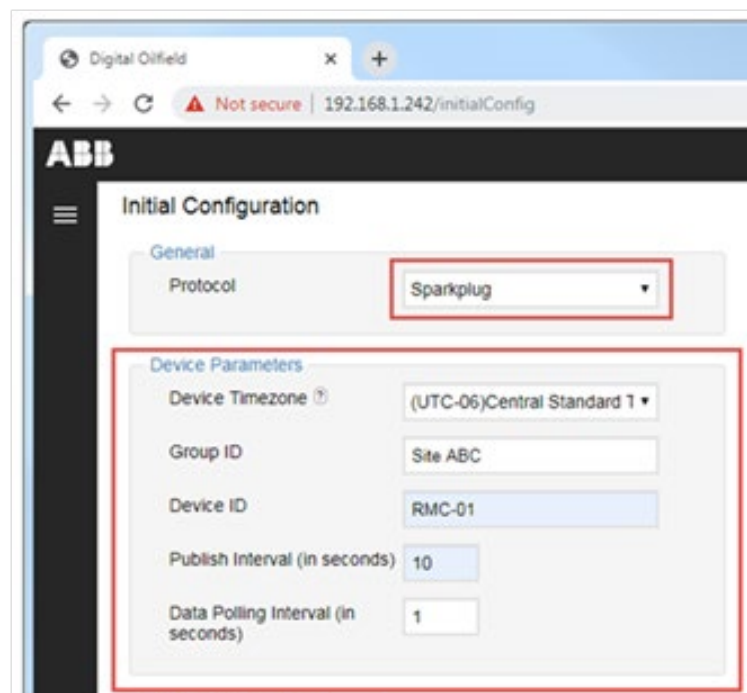 Digital Oilfield
Not secure | 192.168.1.242/initialConfig
ABB
Initial Configuration
General
Protocol
Sparkplug
Device Parameters
Device Timezone ?
(UTC-06)Central Standard T
Group ID
Site ABC
Device ID
RMC-01
Publish Interval (in seconds)
10
Data Polling Interval (in
seconds)
1